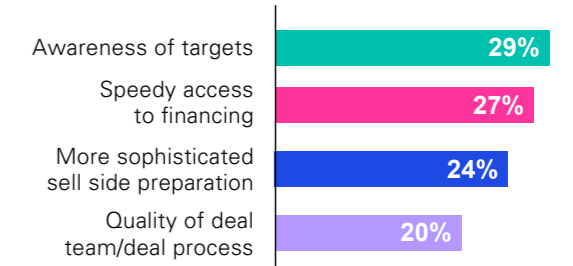 Awareness of targets
29%
Speedy access
to financing
27%
More sophisticated
sell side preparation
24%
Quality of deal
team/deal process
20%